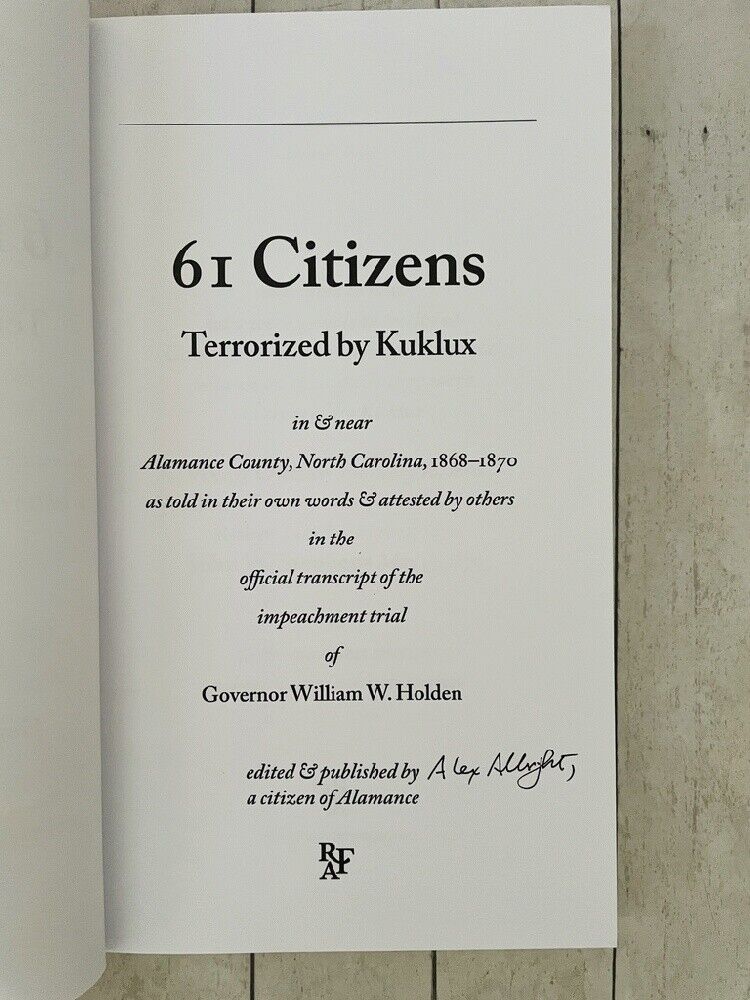 61 Citizens
Terrorized by Kuklux
in & near
Alamance County, North Carolina, 1868–1870
as told in their own words & attested by others
in the
official transcript of the
impeachment trial
of
Governor William W. Holden
edited & published by Alex Albright,
a citizen of Alamance
RAF